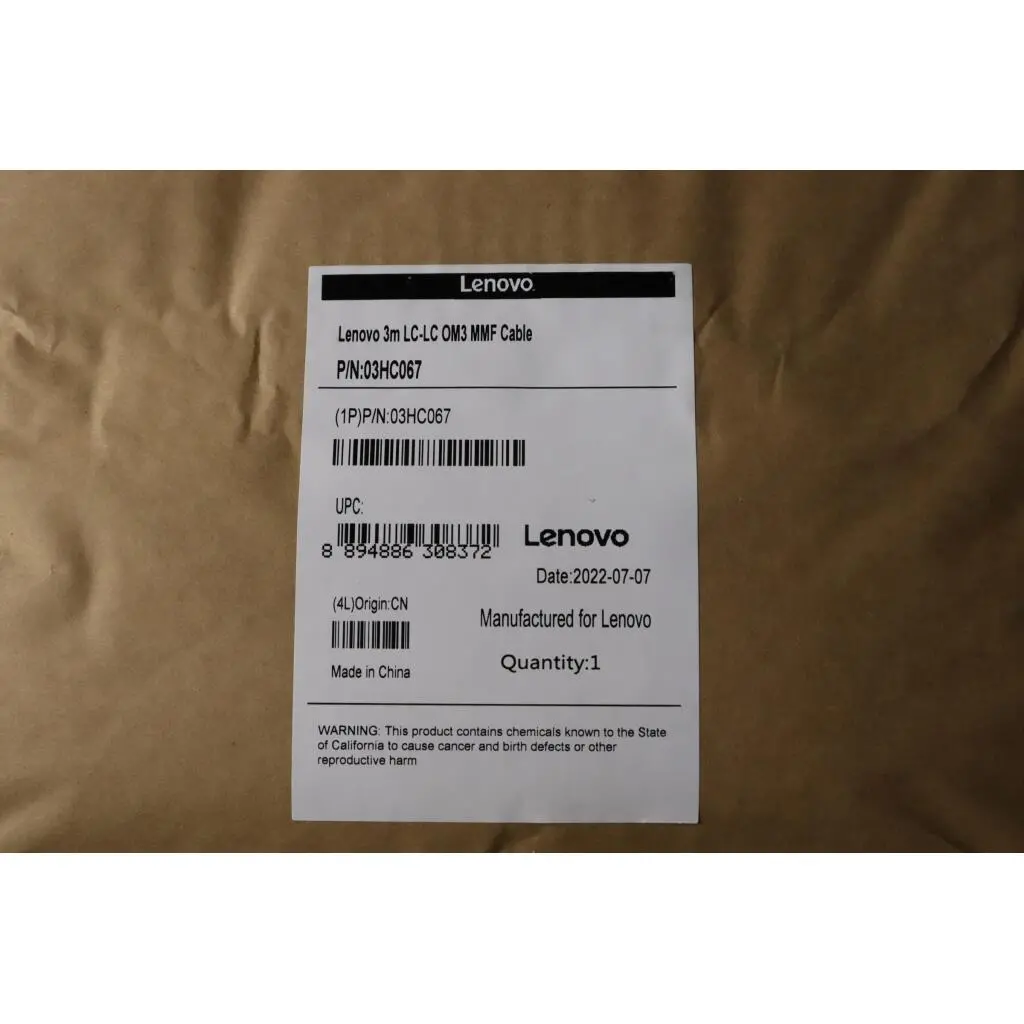 Lenovo.
Lenovo 3m LC-LC OM3 MMF Cable
P/N:03HC067
(1P)P/N:03HC067
UPC:
8 894886 308372
Lenovo
Date:2022-07-07
(4L)Origin:CN
Manufactured for Lenovo
Quantity:1
Made in China
WARNING: This product contains chemicals known to the State
of California to cause cancer and birth defects or other
reproductive harm